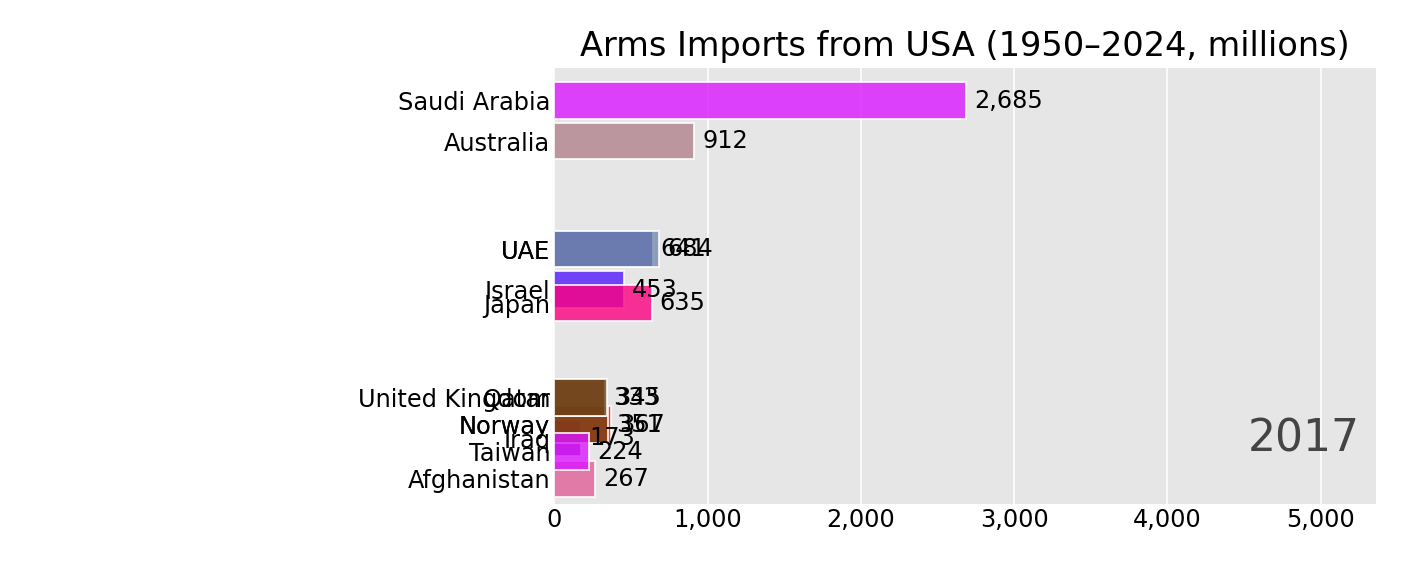 Arms Imports from USA (1950–2024, millions)
Saudi Arabia 2,685
Australia 912
UAE 641 684
Israel 453
Japan 635
United Kingdom Qatar
Norway
Iraq 173
Taiwan 224
Afghanistan 267
2017
0 1,000 2,000 3,000 4,000 5,000